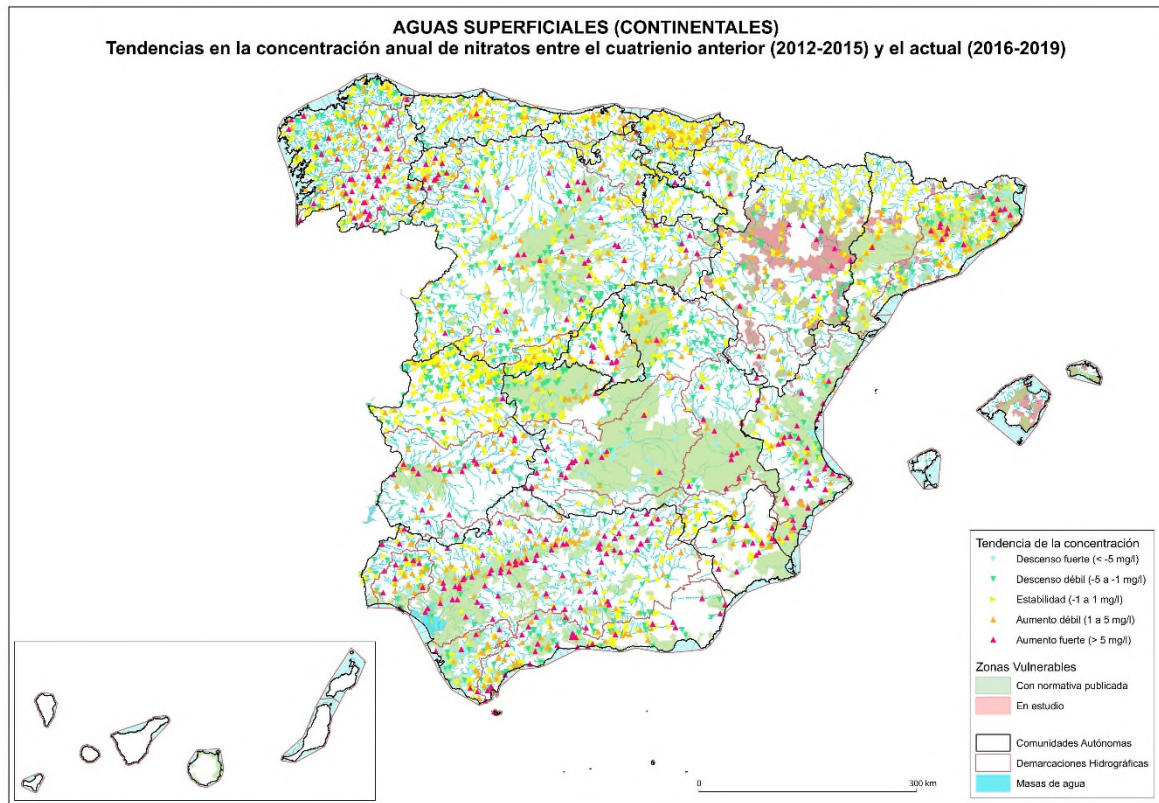 AGUAS SUPERFICIALES (CONTINENTALES)
Tendencias en la concentración anual de nitratos entre el cuatrienio anterior (2012-2015) y el actual (2016-2019)
Tendencia de la concentración
Descenso fuerte (< -5 mg/l)
Descenso débil (-5 a -1 mg/l)
Estabilidad (-1 a 1 mg/l)
Aumento débil (1 a 5 mg/l)
Aumento fuerte (> 5 mg/l)
Zonas Vulnerables
Con normativa publicada
En estudio
Comunidades Autónomas
Demarcaciones Hidrográficas
Masas de agua
0 300 km